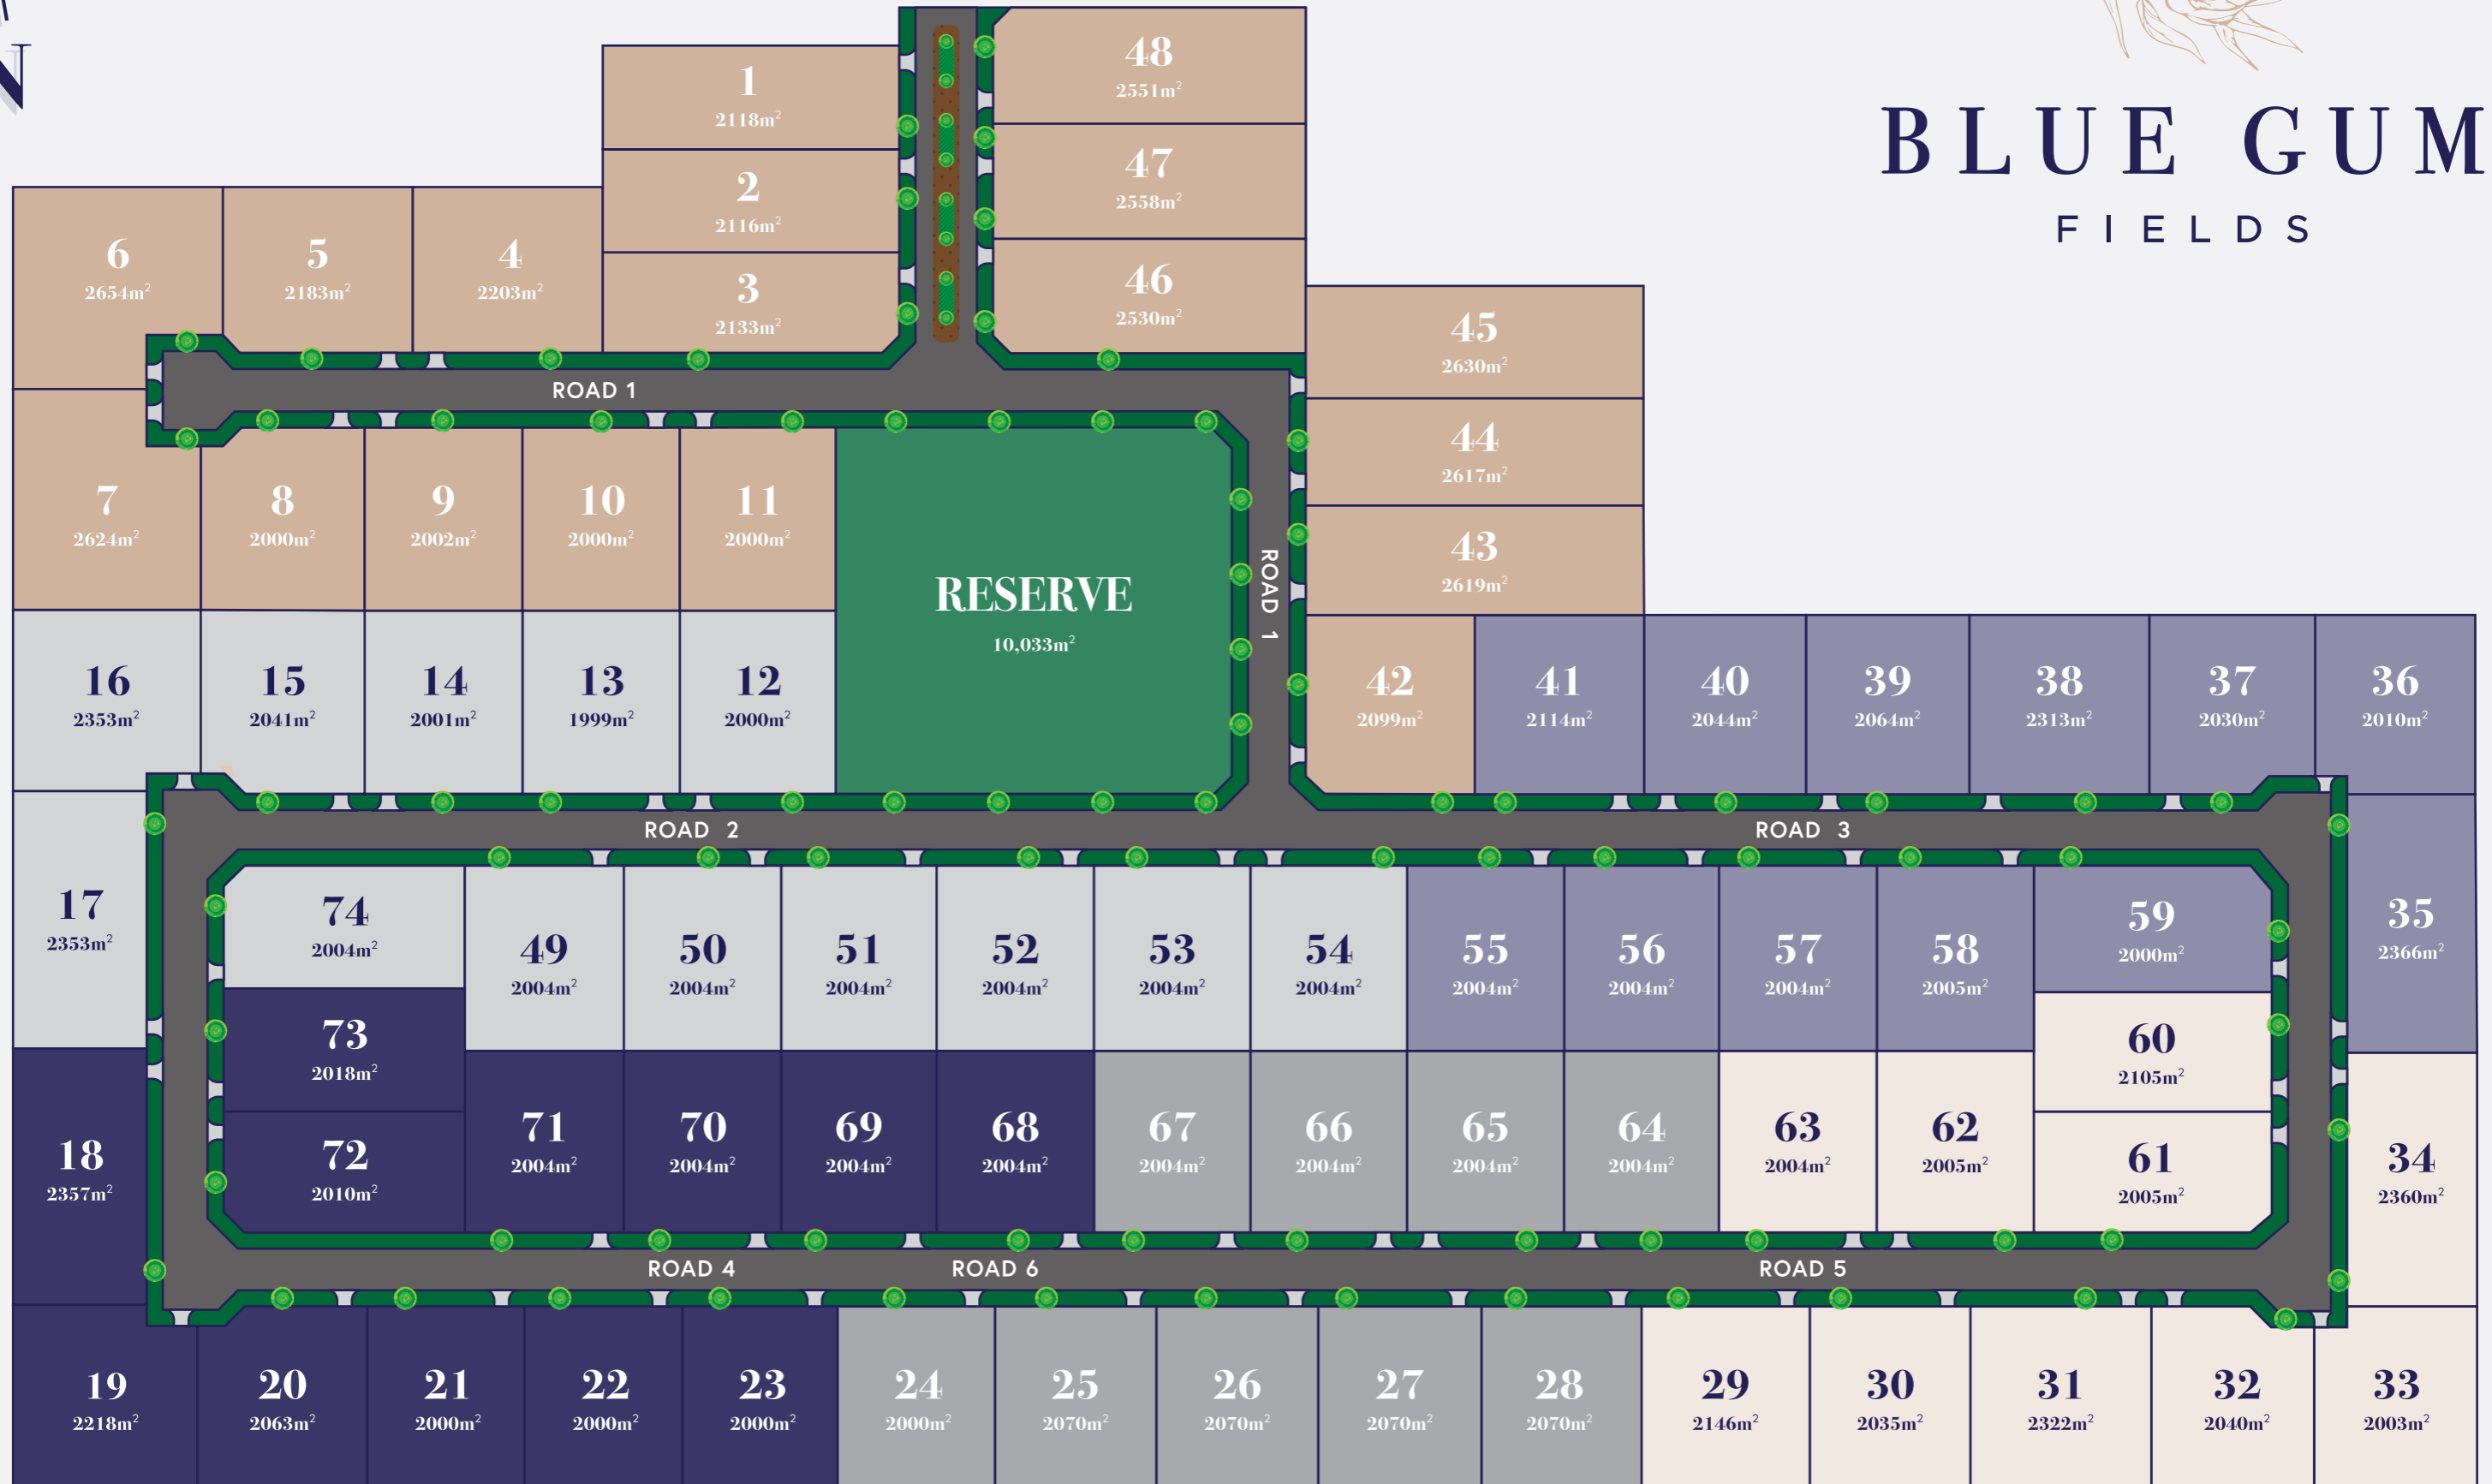 N
BLUE GUM
FIELDS
1
2118m²
2
2116m²
3
2133m²
48
2551m²
47
2558m²
46
2530m²
6
2654m²
5
2183m²
4
2203m²
45
2630m²
44
2617m²
43
2619m²
ROAD 1
7
2624m²
8
2000m²
9
2002m²
10
2000m²
11
2000m²
RESERVE
10,033m²
ROAD 1
16
2353m²
15
2041m²
14
2001m²
13
1999m²
12
2000m²
42
2099m²
41
2114m²
40
2044m²
39
2064m²
38
2313m²
37
2030m²
36
2010m²
ROAD 2
ROAD 3
17
2353m²
74
2004m²
49
2004m²
50
2004m²
51
2004m²
52
2004m²
53
2004m²
54
2004m²
55
2004m²
56
2004m²
57
2004m²
58
2005m²
59
2000m²
35
2366m²
73
2018m²
60
2105m²
18
2357m²
72
2010m²
71
2004m²
70
2004m²
69
2004m²
68
2004m²
67
2004m²
66
2004m²
65
2004m²
64
2004m²
63
2004m²
62
2005m²
61
2005m²
34
2360m²
ROAD 4
ROAD 6
ROAD 5
19
2218m²
20
2063m²
21
2000m²
22
2000m²
23
2000m²
24
2000m²
25
2070m²
26
2070m²
27
2070m²
28
2070m²
29
2146m²
30
2035m²
31
2322m²
32
2040m²
33
2003m²